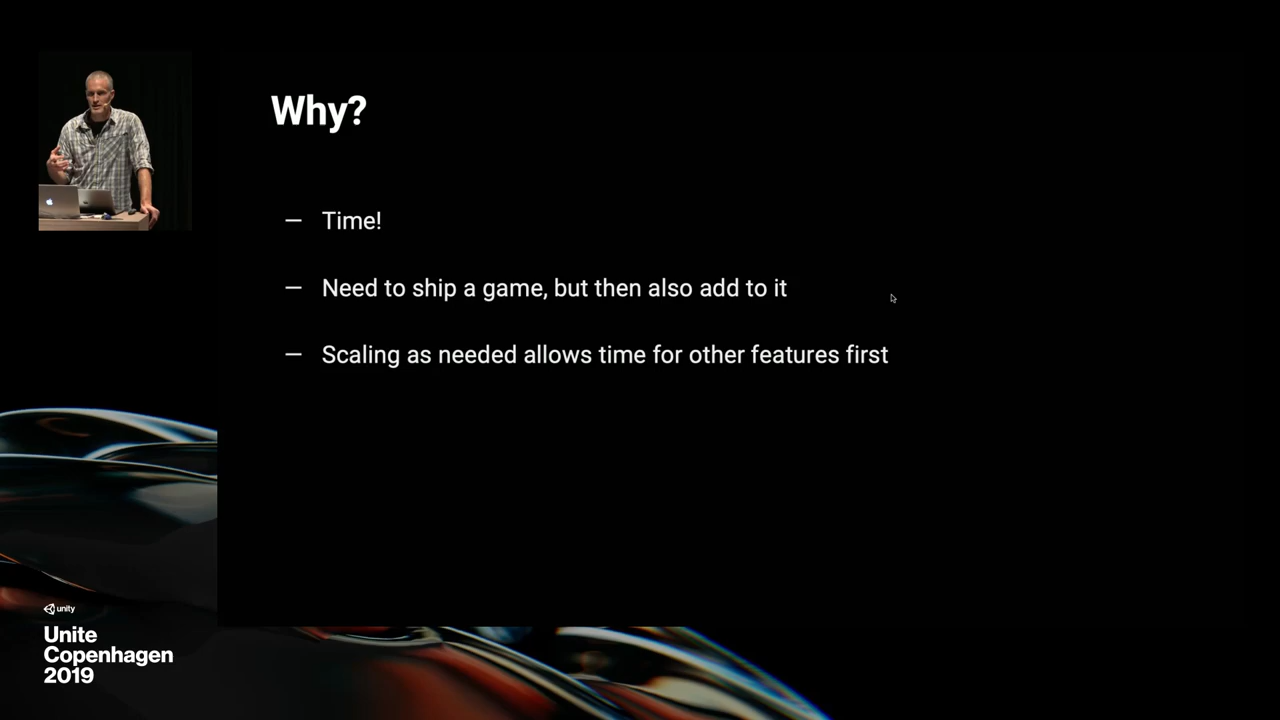 Why?
— Time!
— Need to ship a game, but then also add to it
— Scaling as needed allows time for other features first
unity
Unite
Copenhagen
2019